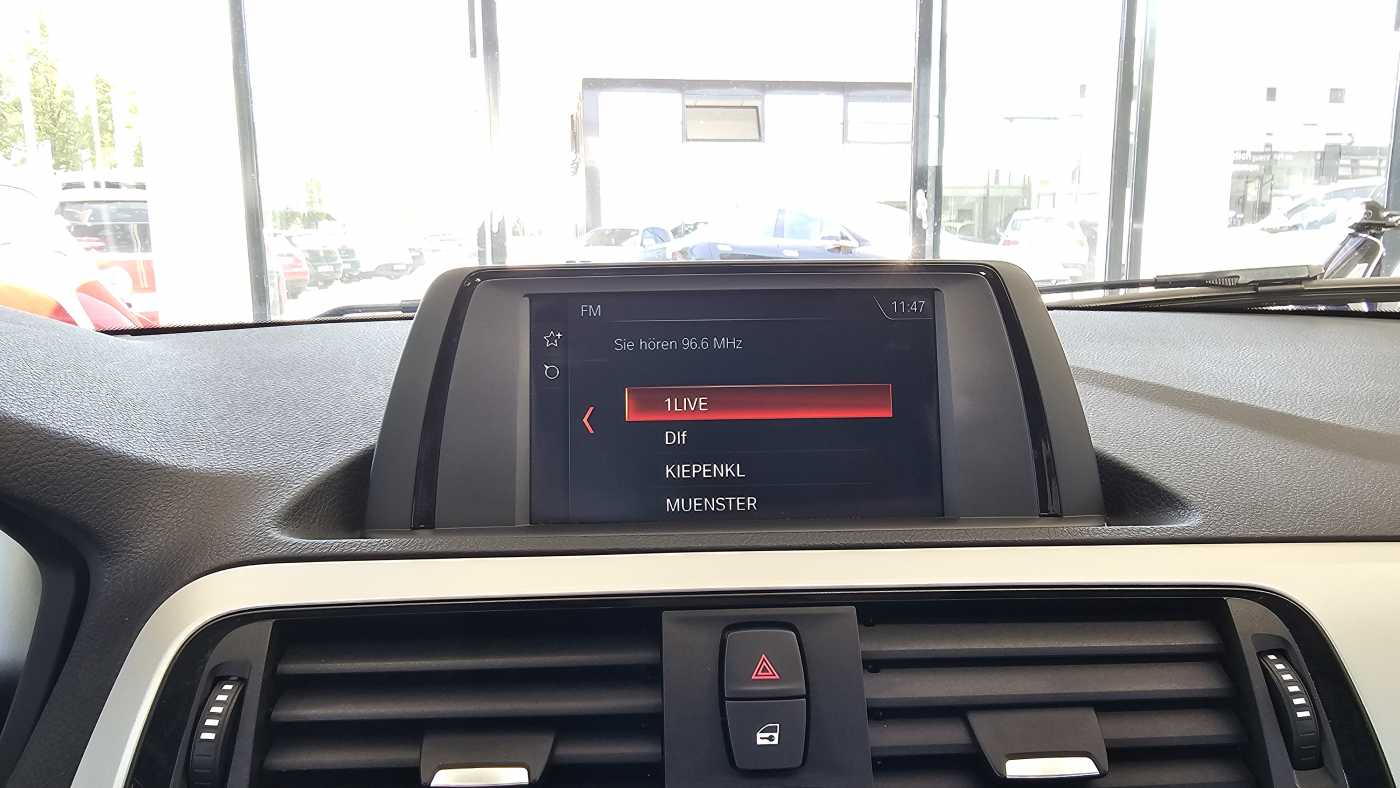 FM
11:47
Sie hören 96.6 MHz
1LIVE
Dlf
KIEPENKL
MUENSTER